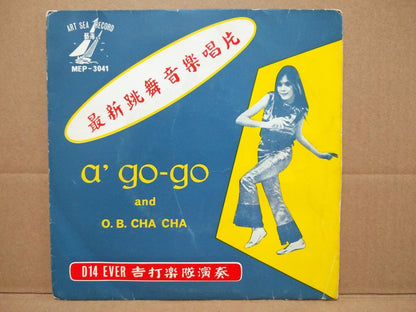 ART SEA RECORD
MEP-3041
最新跳舞音樂唱片
a' go-go
and
O. B. CHA CHA
D14 EVER 吉打楽隊演奏